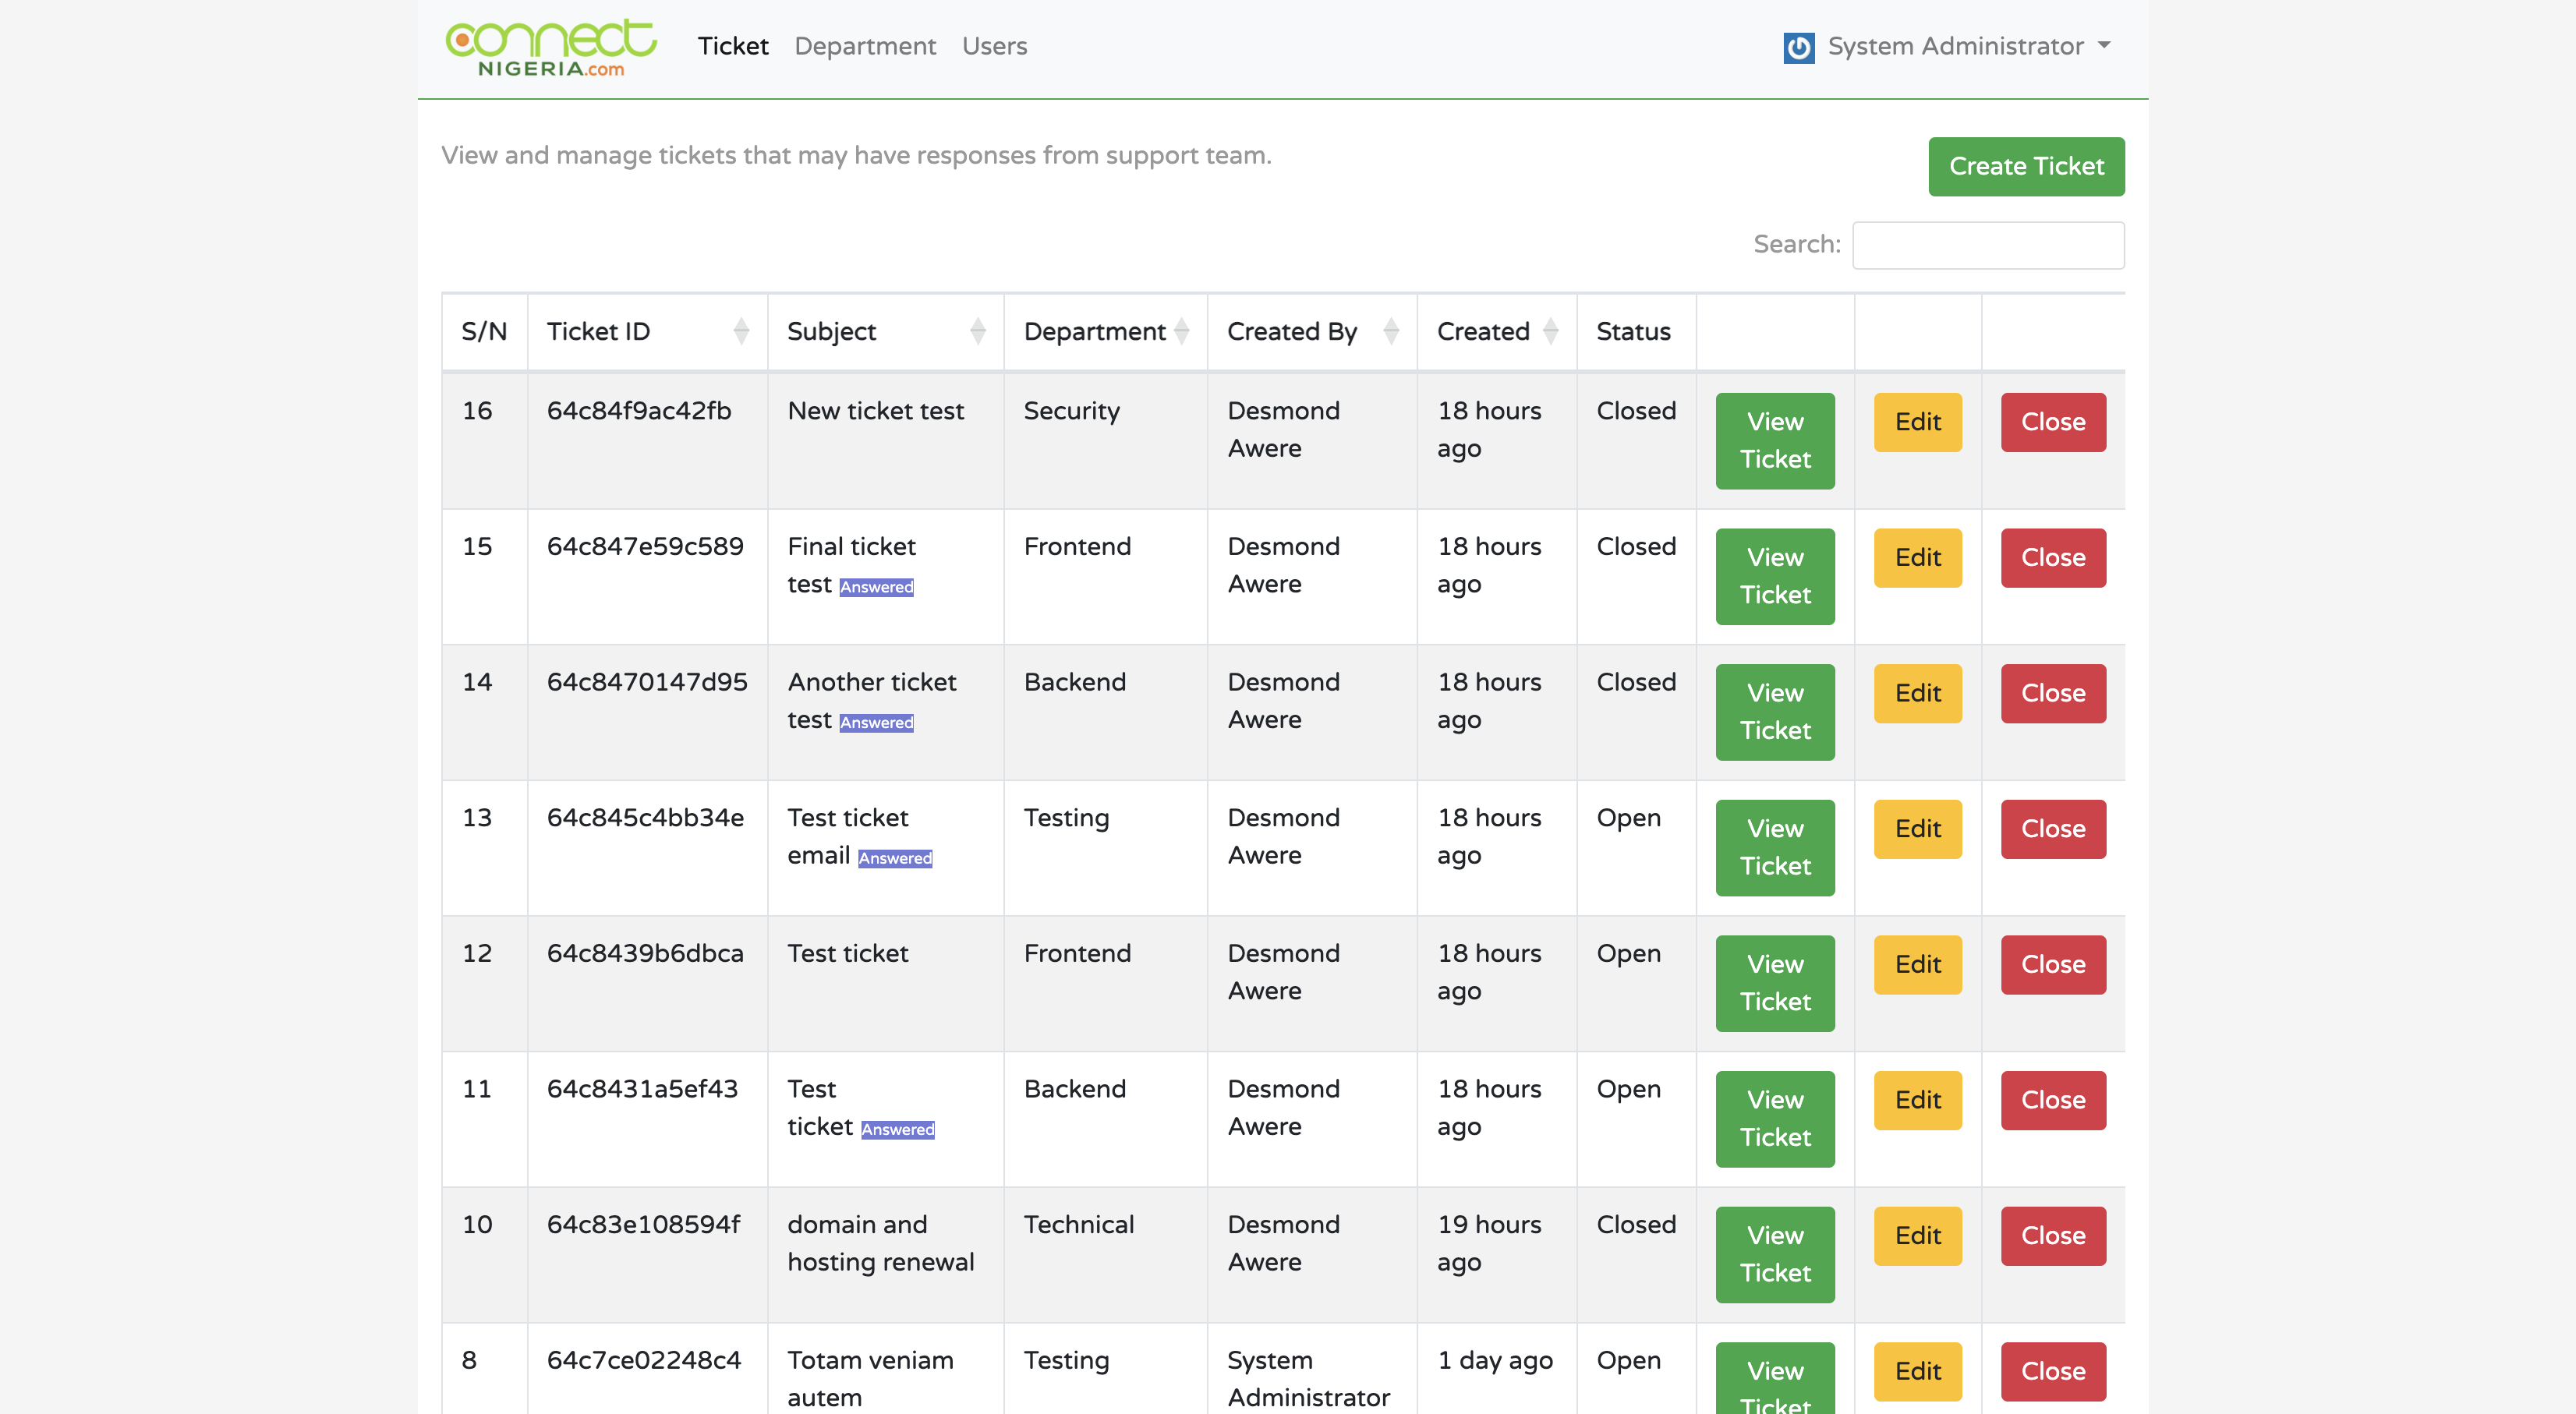 connect
NIGERIA.com
Ticket Department Users
System Administrator
View and manage tickets that may have responses from support team.
Create Ticket
Search:
S/N Ticket ID Subject Department Created By Created Status
16 64c84f9ac42fb New ticket test Security Desmond Awere 18 hours ago Closed View Ticket Edit Close
15 64c847e59c589 Final ticket test Answered Frontend Desmond Awere 18 hours ago Closed View Ticket Edit Close
14 64c8470147d95 Another ticket test Answered Backend Desmond Awere 18 hours ago Closed View Ticket Edit Close
13 64c845c4bb34e Test ticket email Answered Testing Desmond Awere 18 hours ago Open View Ticket Edit Close
12 64c8439b6dbca Test ticket Frontend Desmond Awere 18 hours ago Open View Ticket Edit Close
11 64c8431a5ef43 Test ticket Answered Backend Desmond Awere 18 hours ago Open View Ticket Edit Close
10 64c83e108594f domain and hosting renewal Technical Desmond Awere 19 hours ago Closed View Ticket Edit Close
8 64c7ce02248c4 Totam veniam autem Testing System Administrator 1 day ago Open View Ticket Edit Close